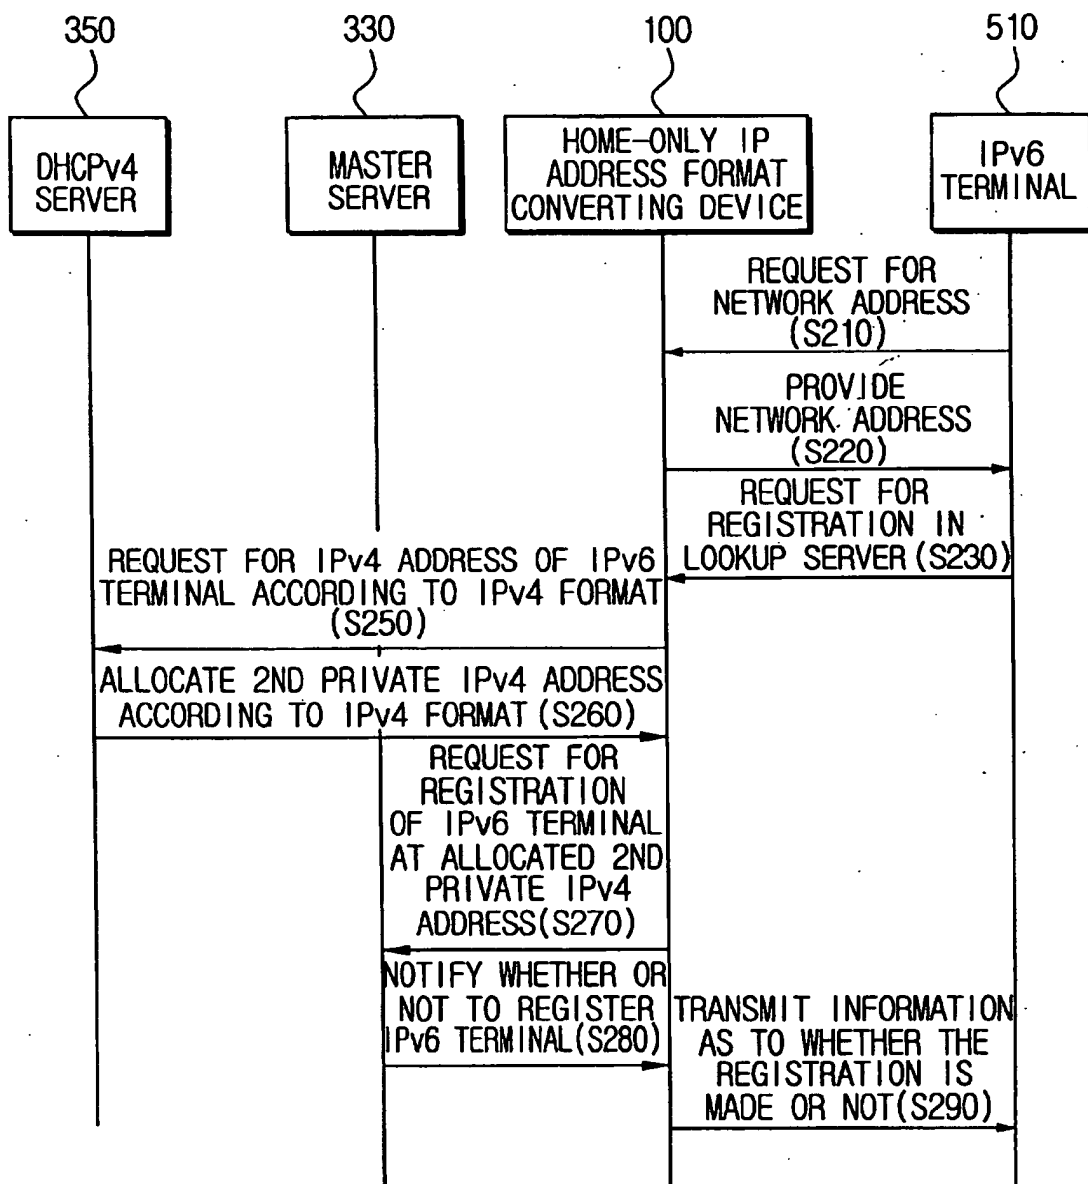 350
330
100
510
DHCPv4
SERVER
MASTER
SERVER
HOME-ONLY IP
ADDRESS FORMAT
CONVERTING DEVICE
IPv6
TERMINAL
REQUEST FOR
NETWORK ADDRESS
(S210)
PROVIDE
NETWORK ADDRESS
(S220)
REQUEST FOR
REGISTRATION IN
LOOKUP SERVER (S230)
REQUEST FOR IPv4 ADDRESS OF IPv6
TERMINAL ACCORDING TO IPv4 FORMAT
(S250)
ALLOCATE 2ND PRIVATE IPv4 ADDRESS
ACCORDING TO IPv4 FORMAT (S260)
REQUEST FOR
REGISTRATION
OF IPv6 TERMINAL
AT ALLOCATED 2ND
PRIVATE IPv4
ADDRESS(S270)
NOTIFY WHETHER OR
NOT TO REGISTER
IPv6 TERMINAL(S280)
TRANSMIT INFORMATION
AS TO WHETHER THE
REGISTRATION IS
MADE OR NOT(S290)